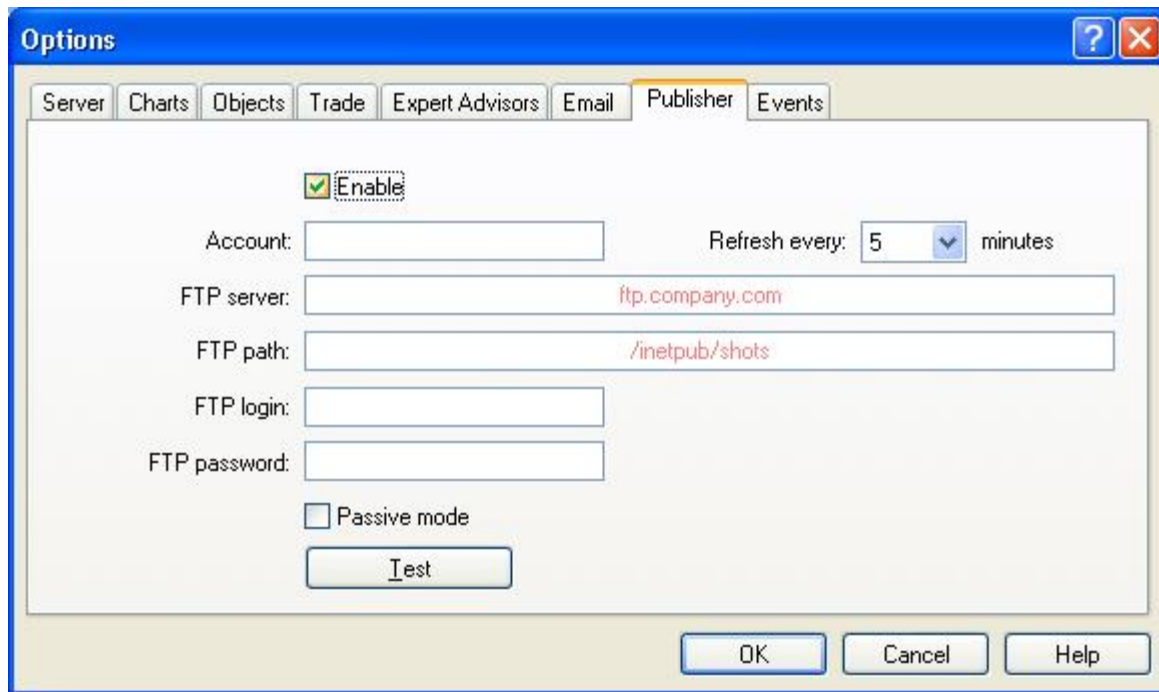 Options
Server Charts Objects Trade Expert Advisors Email Publisher Events
Enable
Account: Refresh every: 5 minutes
FTP server: ftp.company.com
FTP path: /inetpub/shots
FTP login:
FTP password:
Passive mode
Test
OK Cancel Help